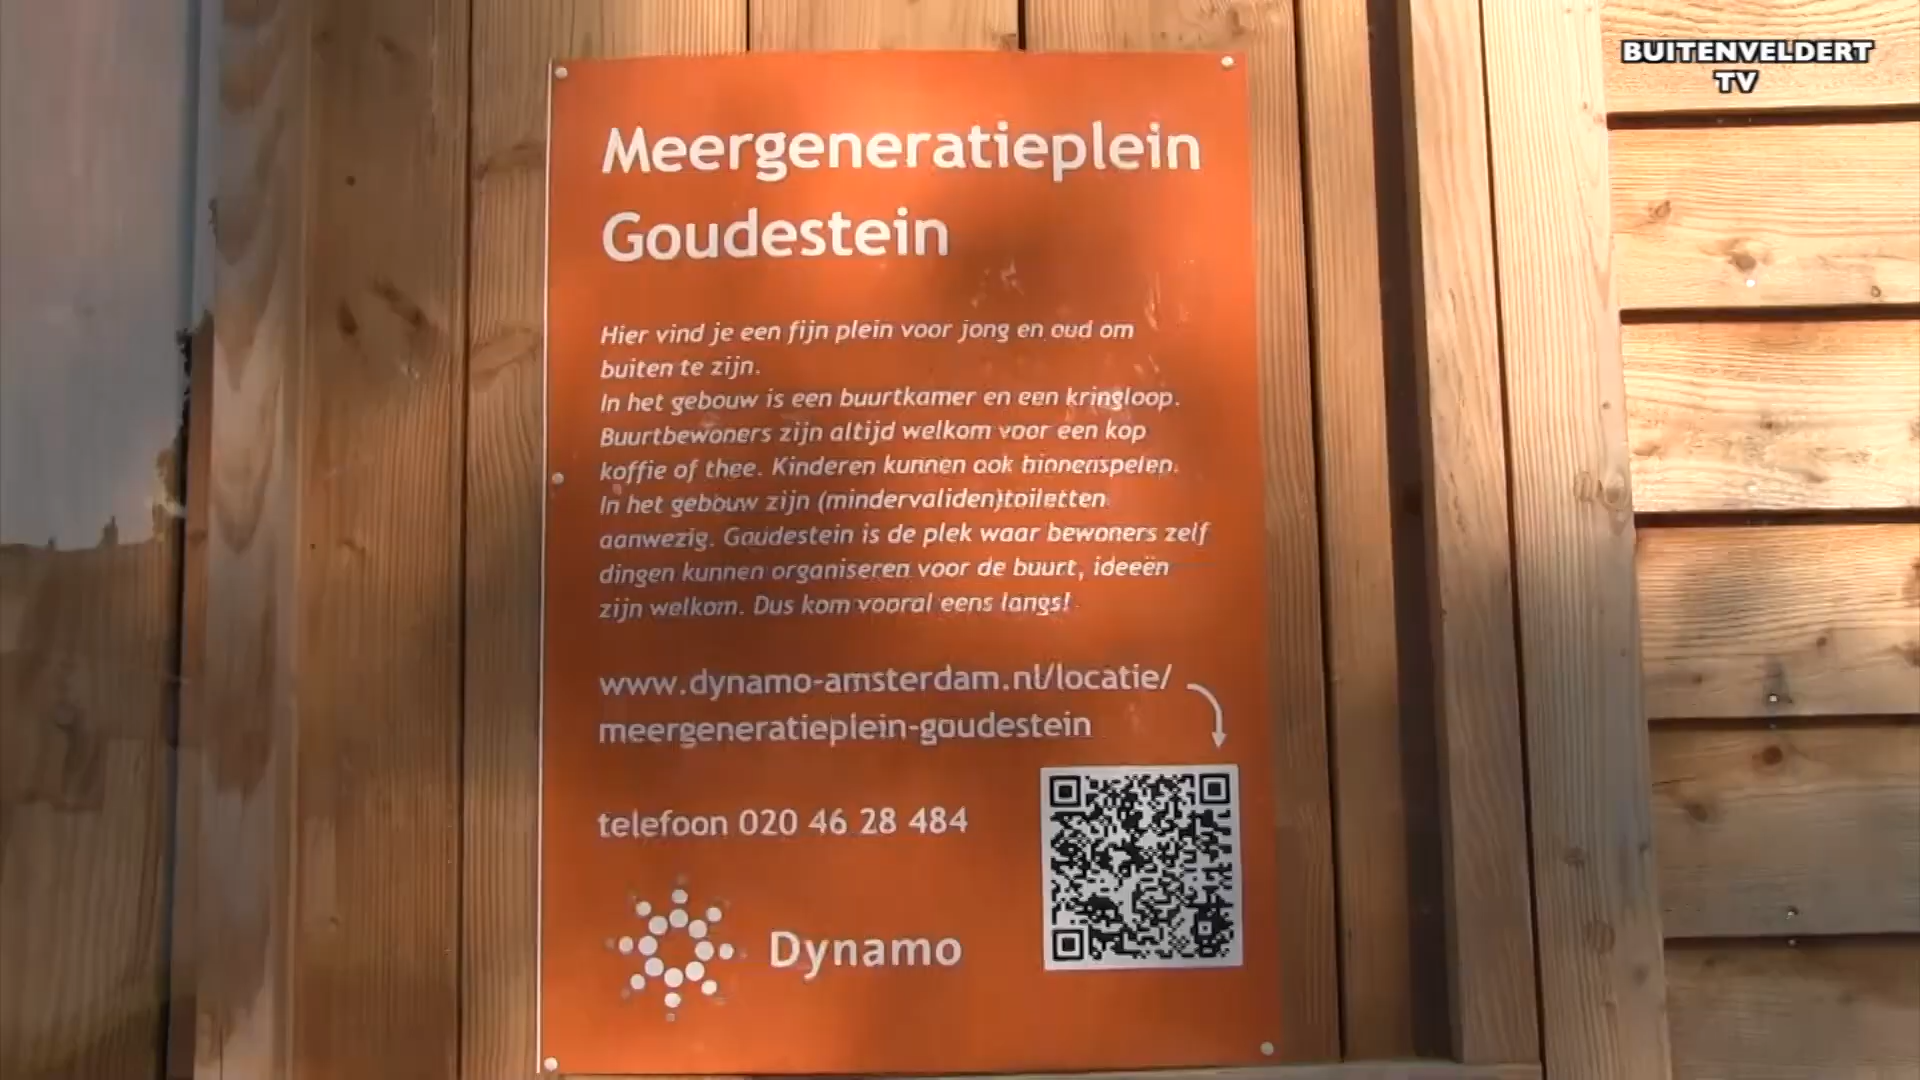 BUITENVELDERT
TV
Meergeneratieplein
Goudestein
Hier vind je een fijn plein voor jong en oud om
buiten te zijn.
In het gebouw is een buurtkamer en een kringloop.
Buurtbewoners zijn altijd welkom voor een kop
koffie of thee. Kinderen kunnen ook binnenspelen.
In het gebouw zijn (mindervaliden)toiletten
aanwezig. Goudestein is de plek waar bewoners zelf
dingen kunnen organiseren voor de buurt, ideeën
zijn welkom. Dus kom vooral eens langs!
www.dynamo-amsterdam.nl/locatie/
meergeneratieplein-goudestein
telefoon 020 46 28 484
Dynamo